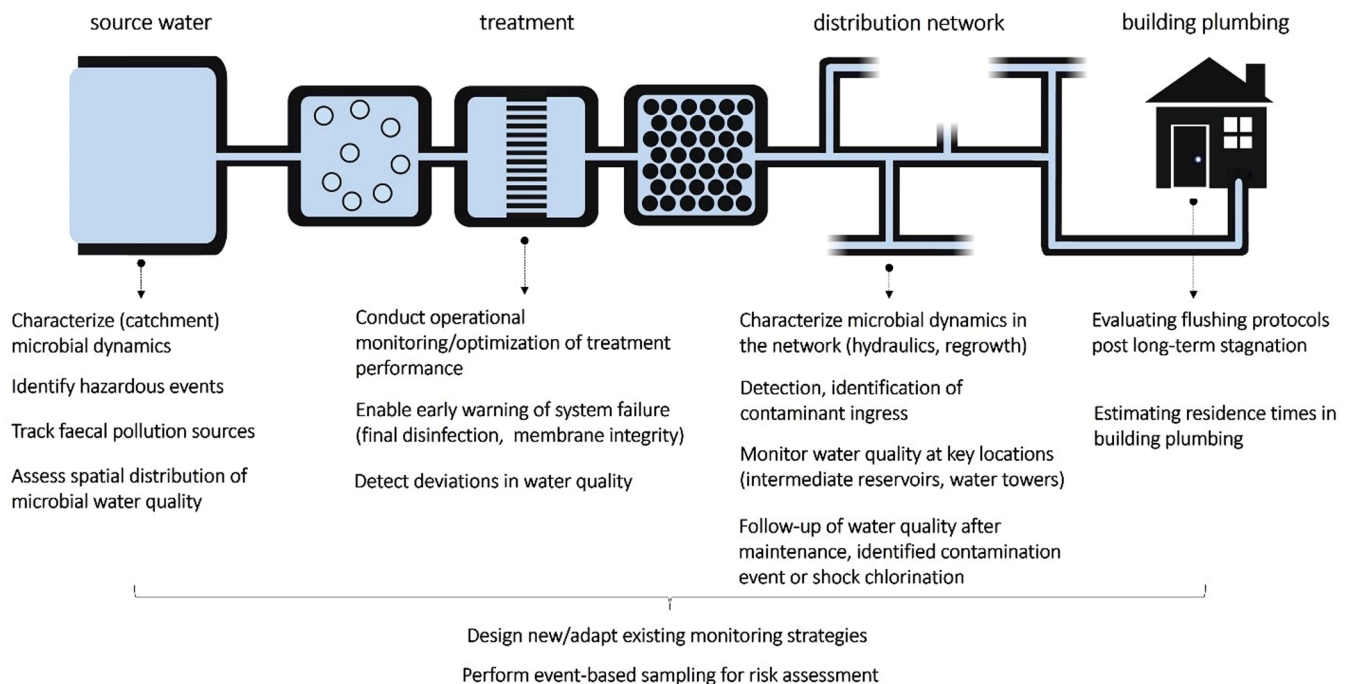 source water
treatment
distribution network
building plumbing
Characterize (catchment)
microbial dynamics
Identify hazardous events
Track faecal pollution sources
Assess spatial distribution of
microbial water quality
Conduct operational
monitoring/optimization of treatment
performance
Enable early warning of system failure
(final disinfection, membrane integrity)
Detect deviations in water quality
Characterize microbial dynamics in
the network (hydraulics, regrowth)
Detection, identification of
contaminant ingress
Monitor water quality at key locations
(intermediate reservoirs, water towers)
Follow-up of water quality after
maintenance, identified contamination
event or shock chlorination
Evaluating flushing protocols
post long-term stagnation
Estimating residence times in
building plumbing
Design new/adapt existing monitoring strategies
Perform event-based sampling for risk assessment